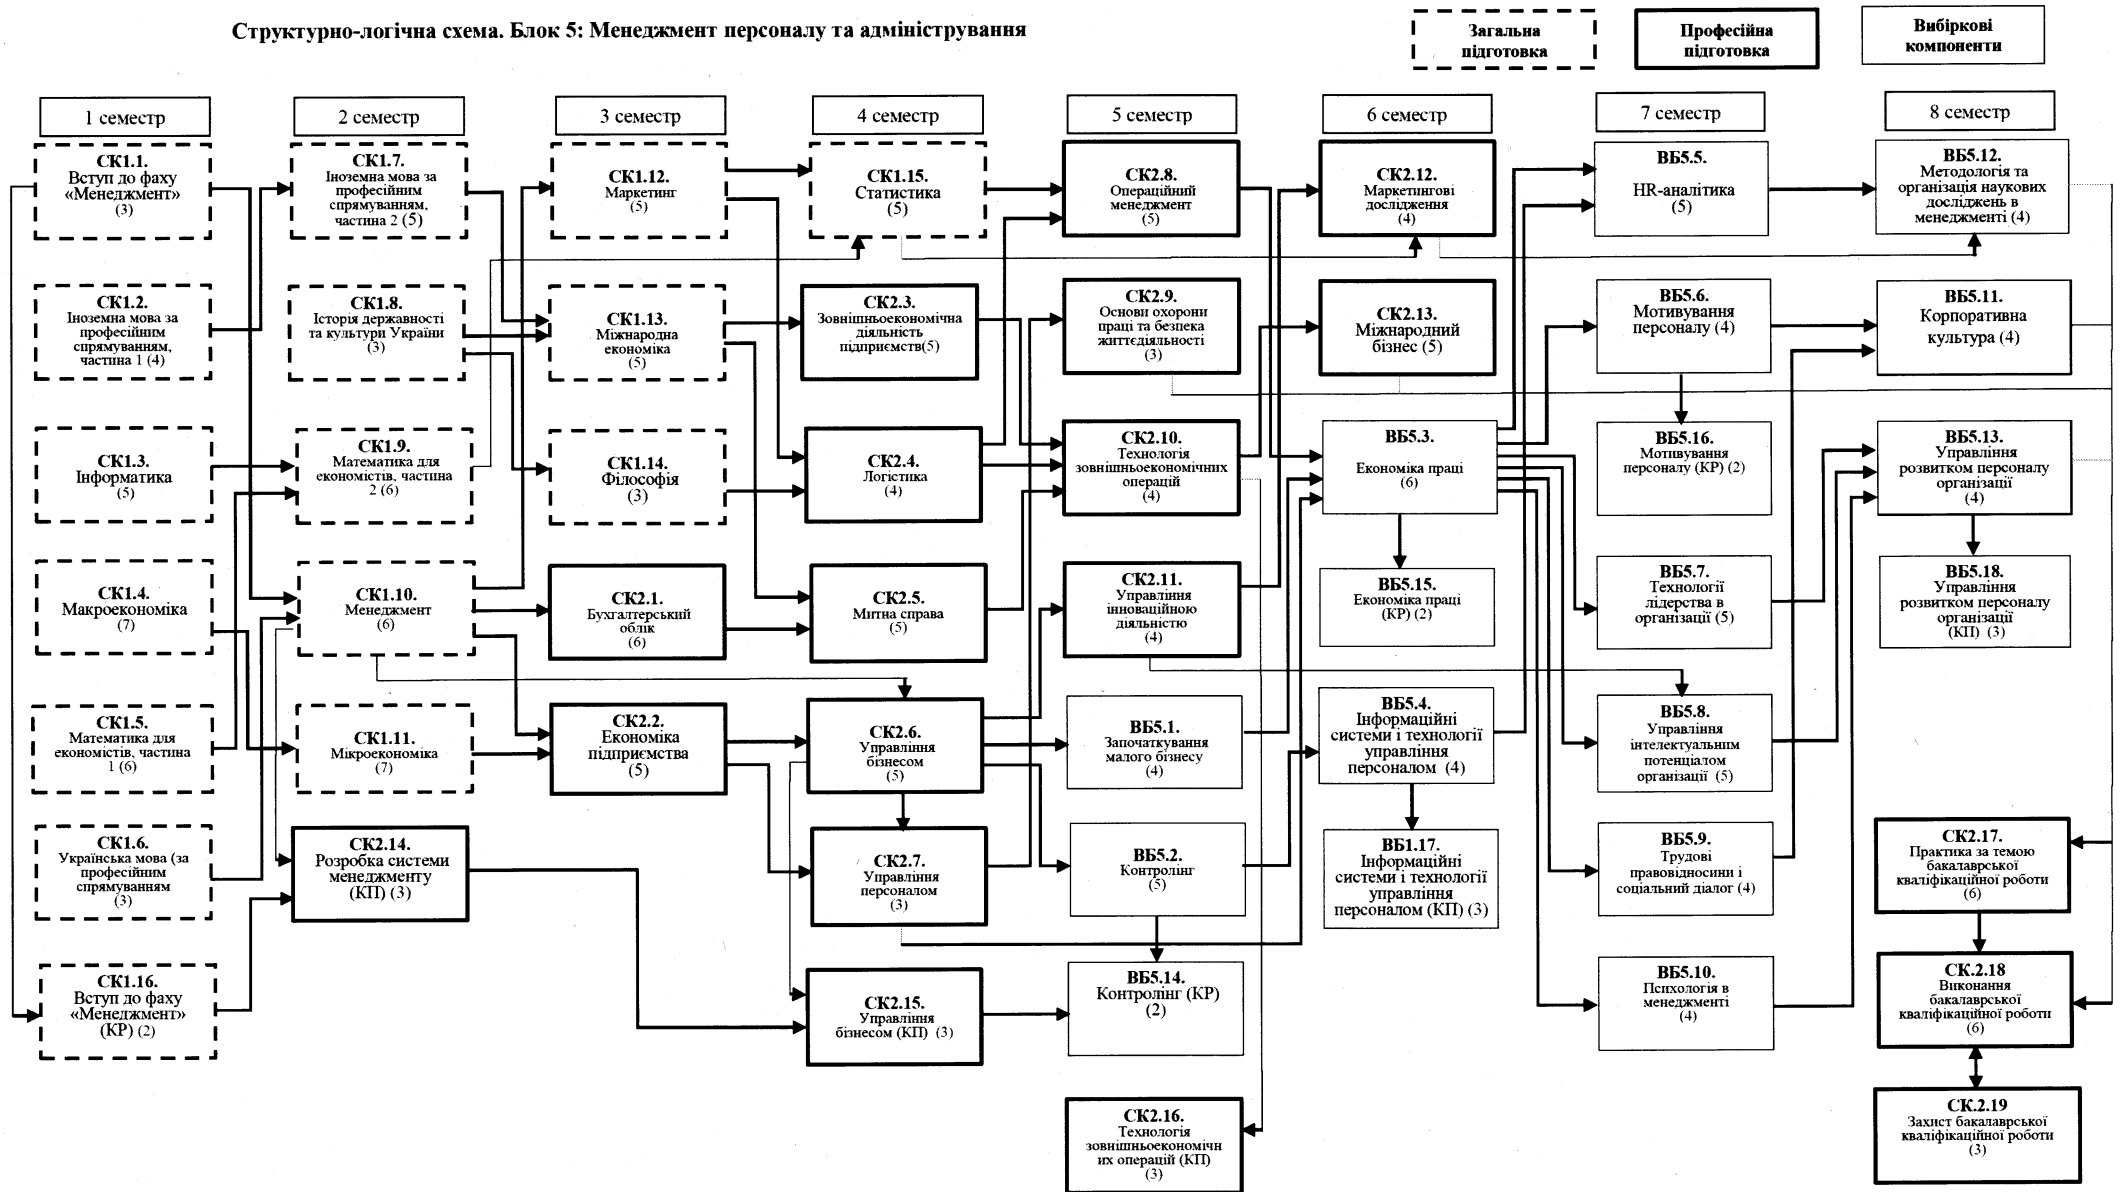 Структурно-логічна схема. Блок 5: Менеджмент персоналу та адміністрування
Загальна
підготовка
Професійна
підготовка
Вибіркові
компоненти
1 семестр
2 семестр
3 семестр
4 семестр
5 семестр
6 семестр
7 семестр
8 семестр
СК1.1.
Вступ до фаху
«Менеджмент»
(3)
СК1.2.
Іноземна мова за
професійним
спрямуванням,
частина 1 (4)
СК1.3.
Інформатика
(5)
СК1.4.
Макроекономіка
(7)
СК1.5.
Математика для
економістів, частина
1 (6)
СК1.6.
Українська мова (за
професійним
спрямуванням
(3)
СК1.16.
Вступ до фаху
«Менеджмент»
(КР) (2)
СК1.7.
Іноземна мова за
професійним
спрямуванням,
частина 2 (5)
СК1.8.
Історія державності
та культури України
(3)
СК1.9.
Математика для
економістів, частина
2 (6)
СК1.10.
Менеджмент
(6)
СК1.11.
Мікроекономіка
(7)
СК2.14.
Розробка системи
менеджменту
(КП) (3)
СК1.12.
Маркетинг
(5)
СК1.13.
Міжнародна
економіка
(5)
СК1.14.
Філософія
(3)
СК2.1.
Бухгалтерський
облік
(6)
СК2.2.
Економіка
підприємства
(5)
СК1.15.
Статистика
(5)
СК2.3.
Зовнішньоекономічна
діяльність
підприємств(5)
СК2.4.
Логістика
(4)
СК2.5.
Митна справа
(5)
СК2.6.
Управління
бізнесом
(5)
СК2.7.
Управління
персоналом
(3)
СК2.15.
Управління
бізнесом (КП) (3)
СК2.8.
Операційний
менеджмент
(5)
СК2.9.
Основи охорони
праці та безпека
життєдіяльності
(3)
СК2.10.
Технологія
зовнішньоекономічних
операцій
(4)
СК2.11.
Управління
інноваційною
діяльністю
(4)
ВБ5.1.
Започаткування
малого бізнесу
(4)
ВБ5.2.
Контролінг
(5)
ВБ5.14.
Контролінг (КР)
(2)
СК2.16.
Технологія
зовнішньоекономічн
их операцій (КП)
(3)
СК2.12.
Маркетингові
дослідження
(4)
СК2.13.
Міжнародний
бізнес (5)
ВБ5.3.
Економіка праці
(6)
ВБ5.15.
Економіка праці
(КР) (2)
ВБ5.4.
Інформаційні
системи і технології
управління
персоналом (4)
ВБ1.17.
Інформаційні
системи і технології
управління
персоналом (КП) (3)
ВБ5.5.
HR-аналітика
(5)
ВБ5.6.
Мотивування
персоналу (4)
ВБ5.16.
Мотивування
персоналу (КР) (2)
ВБ5.7.
Технології
лідерства в
організації (5)
ВБ5.8.
Управління
інтелектуальним
потенціалом
організації (5)
ВБ5.9.
Трудові
правовідносини і
соціальний діалог (4)
ВБ5.10.
Психологія в
менеджменті
(4)
ВБ5.12.
Методологія та
організація наукових
досліджень в
менеджменті (4)
ВБ5.11.
Корпоративна
культура (4)
ВБ5.13.
Управління
розвитком персоналу
організації
(4)
ВБ5.18.
Управління
розвитком персоналу
організації
(КП) (3)
СК2.17.
Практика за темою
бакалаврської
кваліфікаційної роботи
(6)
СК.2.18
Виконання
бакалаврської
кваліфікаційної роботи
(6)
СК.2.19
Захист бакалаврської
кваліфікаційної роботи
(3)